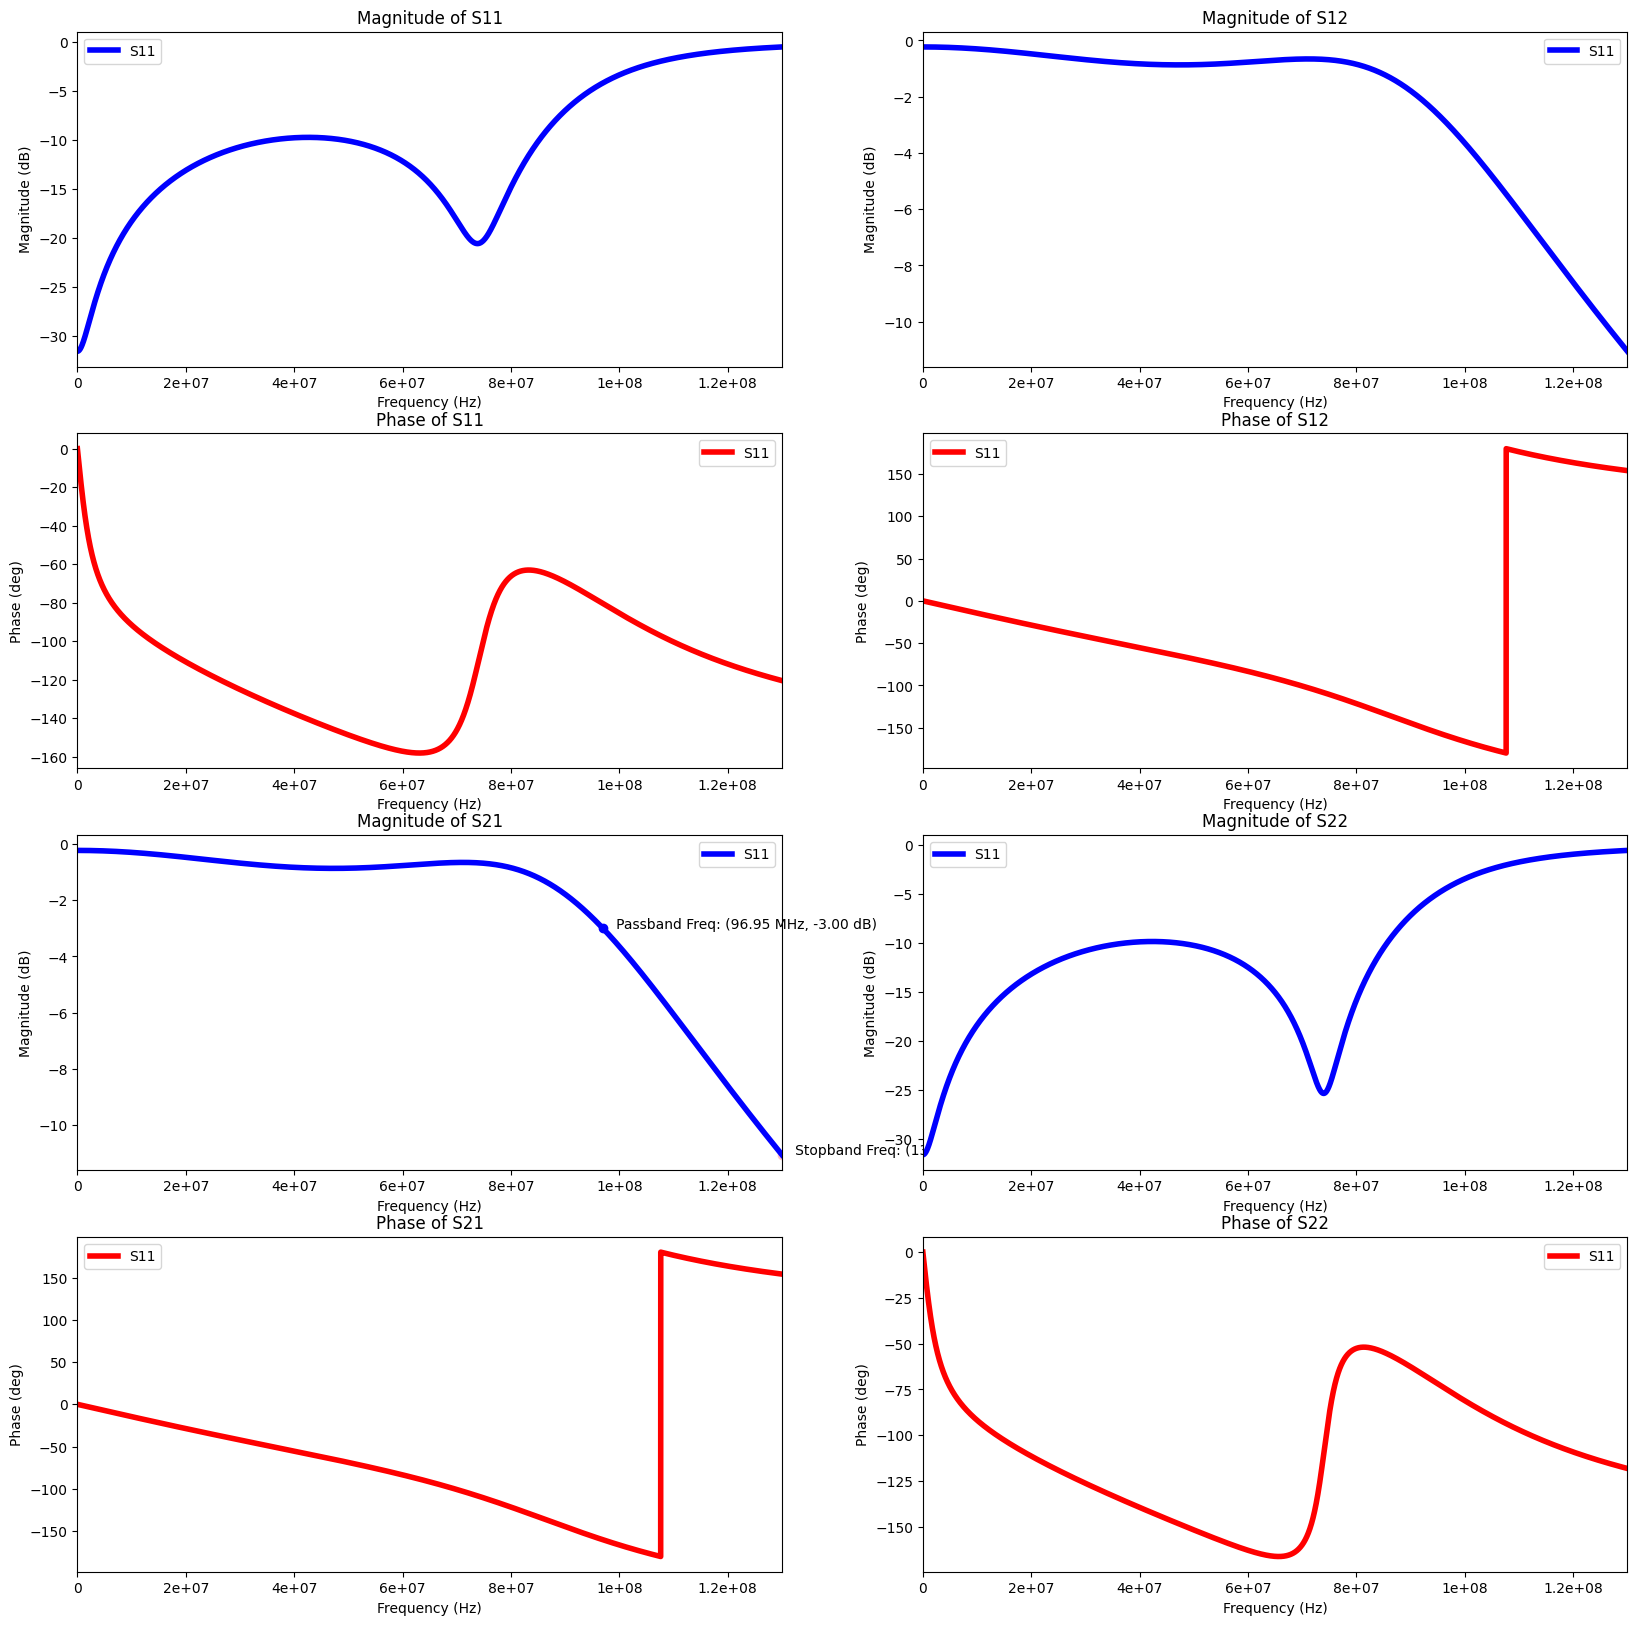 Magnitude of S11
S11
Magnitude (dB)
0
−5
−10
−15
−20
−25
−30
0 2e+07 4e+07 6e+07 8e+07 1e+08 1.2e+08
Frequency (Hz)
Magnitude of S12
S11
Magnitude (dB)
0
−2
−4
−6
−8
−10
0 2e+07 4e+07 6e+07 8e+07 1e+08 1.2e+08
Frequency (Hz)
Phase of S11
S11
Phase (deg)
0
−20
−40
−60
−80
−100
−120
−140
−160
0 2e+07 4e+07 6e+07 8e+07 1e+08 1.2e+08
Frequency (Hz)
Phase of S12
S11
Phase (deg)
150
100
50
0
−50
−100
−150
0 2e+07 4e+07 6e+07 8e+07 1e+08 1.2e+08
Frequency (Hz)
Magnitude of S21
S11
Passband Freq: (96.95 MHz, -3.00 dB)
Stopband Freq: (13
Magnitude (dB)
0
−2
−4
−6
−8
−10
0 2e+07 4e+07 6e+07 8e+07 1e+08 1.2e+08
Frequency (Hz)
Magnitude of S22
S11
Magnitude (dB)
0
−5
−10
−15
−20
−25
−30
0 2e+07 4e+07 6e+07 8e+07 1e+08 1.2e+08
Frequency (Hz)
Phase of S21
S11
Phase (deg)
150
100
50
0
−50
−100
−150
0 2e+07 4e+07 6e+07 8e+07 1e+08 1.2e+08
Frequency (Hz)
Phase of S22
S11
Phase (deg)
0
−25
−50
−75
−100
−125
−150
0 2e+07 4e+07 6e+07 8e+07 1e+08 1.2e+08
Frequency (Hz)